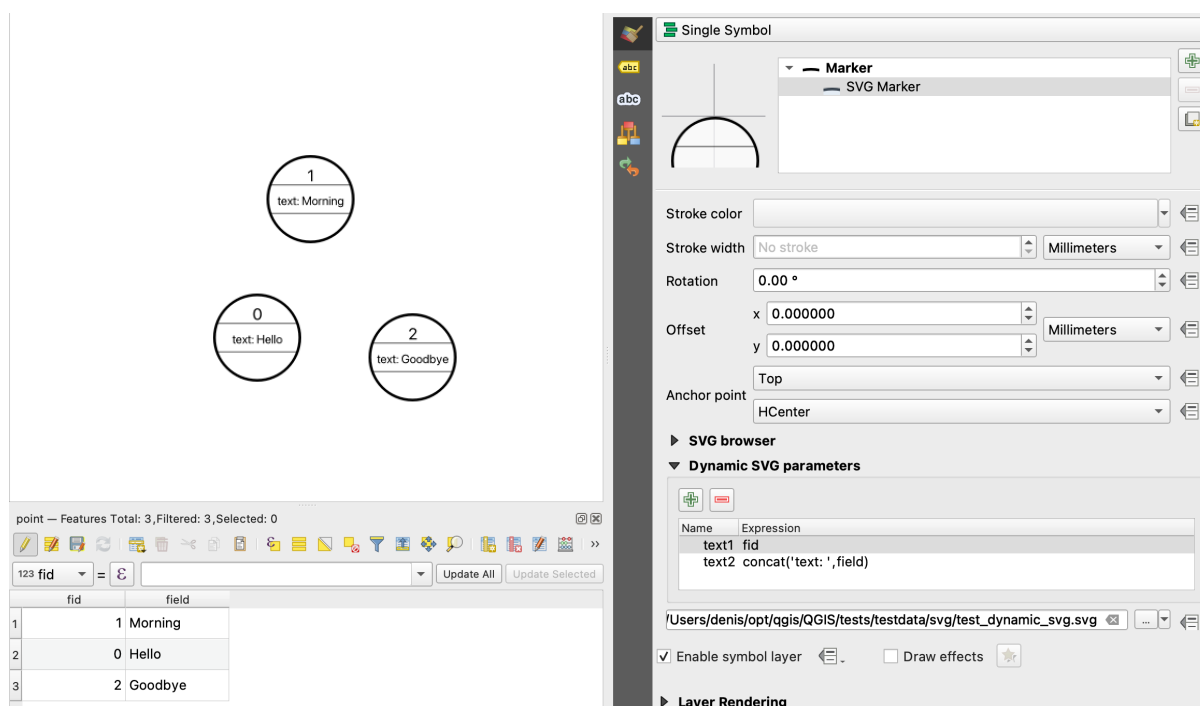 1
text: Morning
0
text: Hello
2
text: Goodbye
point — Features Total: 3,Filtered: 3,Selected: 0
123 fid = ε Update All Update Selected
fid field
1 1 Morning
2 0 Hello
3 2 Goodbye
abc
abc
Single Symbol
Marker
SVG Marker
Stroke color
Stroke width No stroke Millimeters
Rotation 0.00 °
Offset x 0.000000 Millimeters
y 0.000000
Anchor point Top
HCenter
SVG browser
Dynamic SVG parameters
Name Expression
text1 fid
text2 concat('text: ',field)
/Users/denis/opt/qgis/QGIS/tests/testdata/svg/test_dynamic_svg.svg ...
Enable symbol layer Draw effects
Layer Rendering